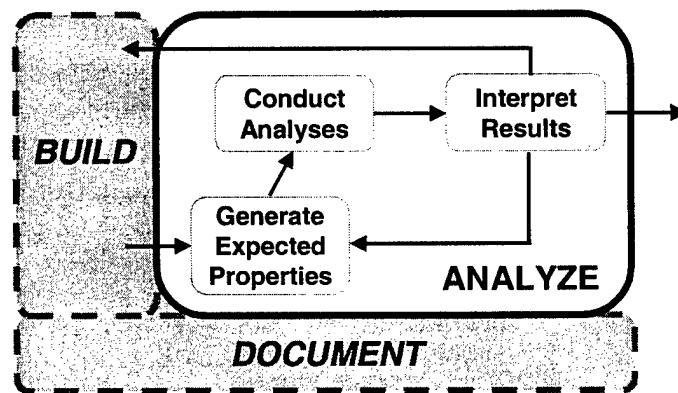 Conduct
Analyses
Interpret
Results
BUILD
Generate
Expected
Properties
ANALYZE
DOCUMENT